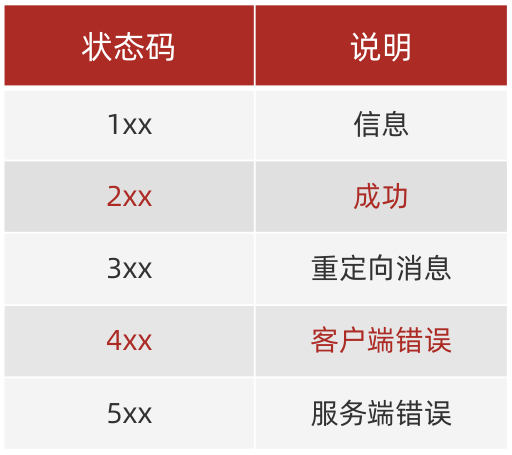 状态码 说明
1xx 信息
2xx 成功
3xx 重定向消息
4xx 客户端错误
5xx 服务端错误